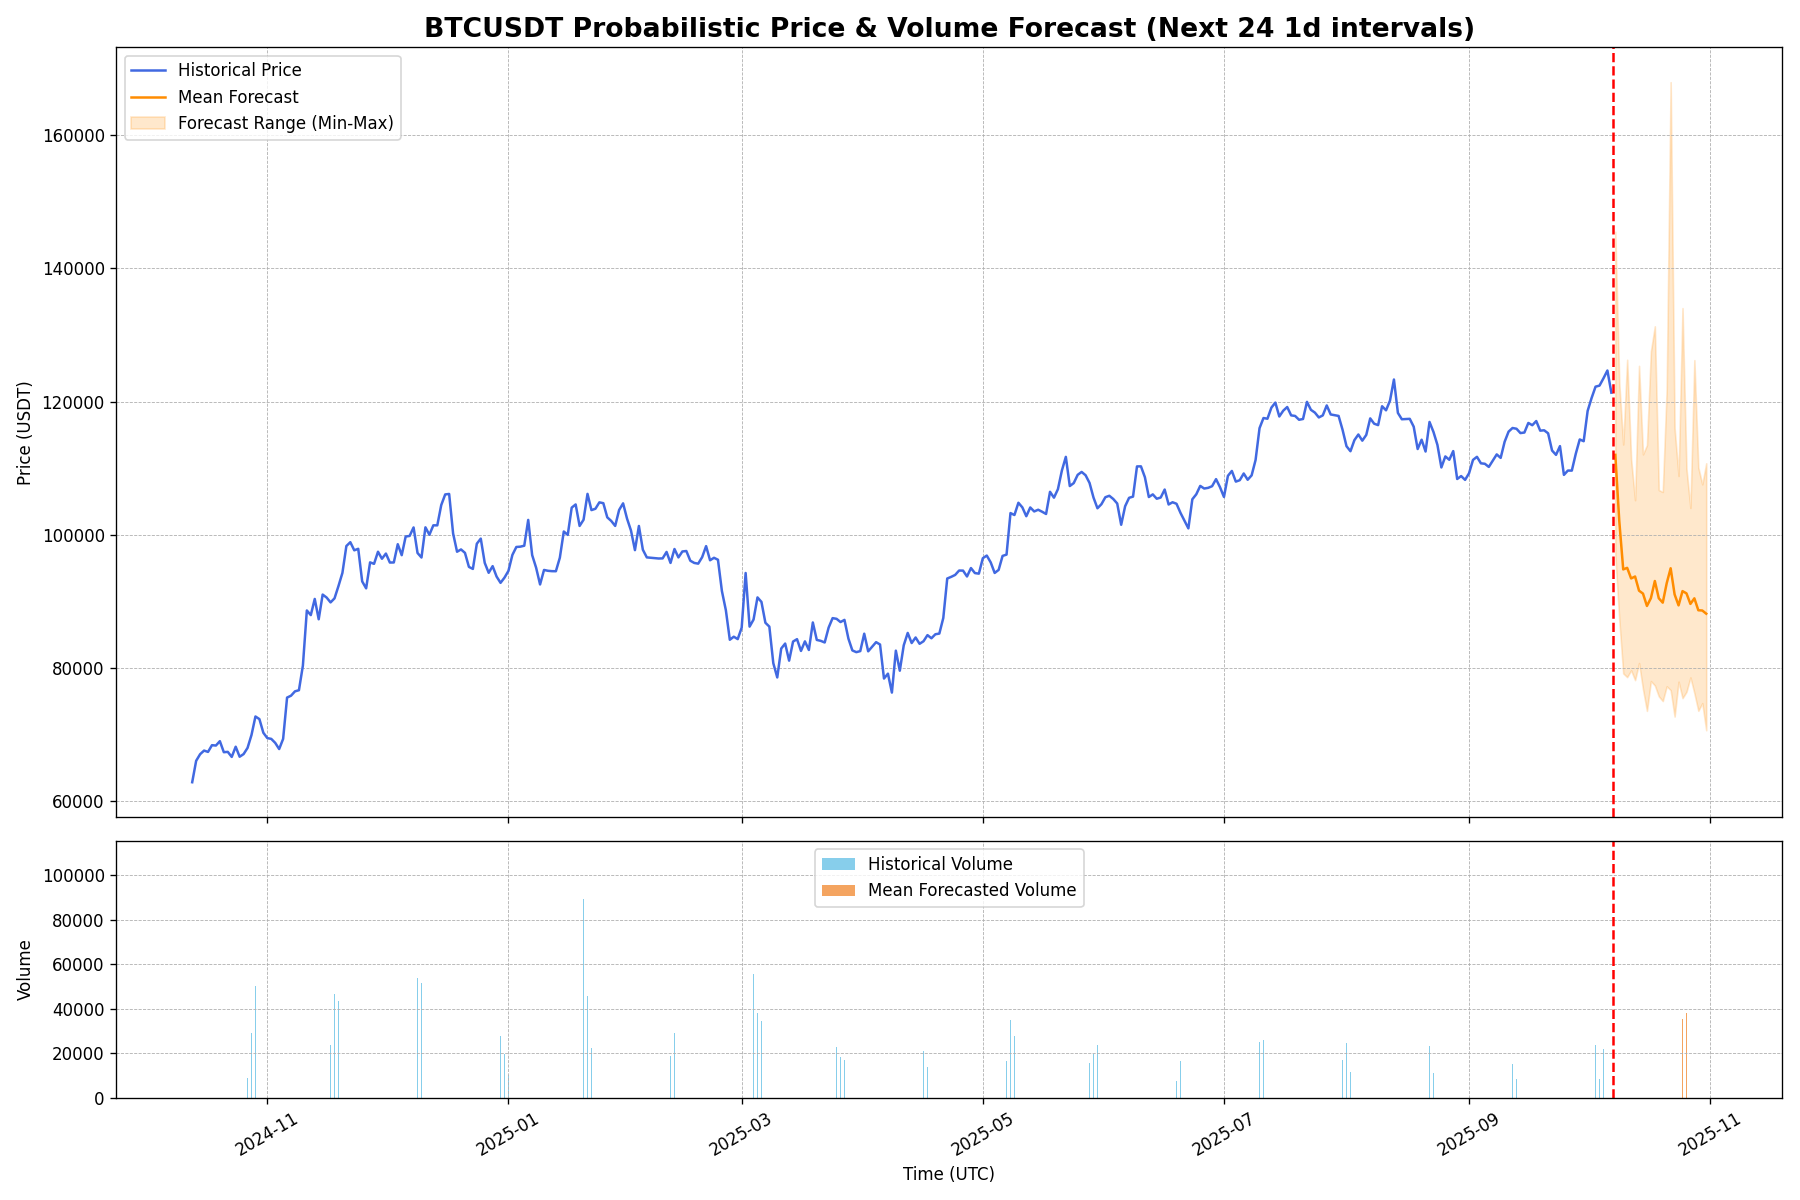 BTCUSDT Probabilistic Price & Volume Forecast (Next 24 1d intervals)
Historical Price
Mean Forecast
Forecast Range (Min-Max)
Price (USDT)
160000
140000
120000
100000
80000
60000
Historical Volume
Mean Forecasted Volume
Volume
100000
80000
60000
40000
20000
0
2024-11
2025-01
2025-03
2025-05
2025-07
2025-09
2025-11
Time (UTC)